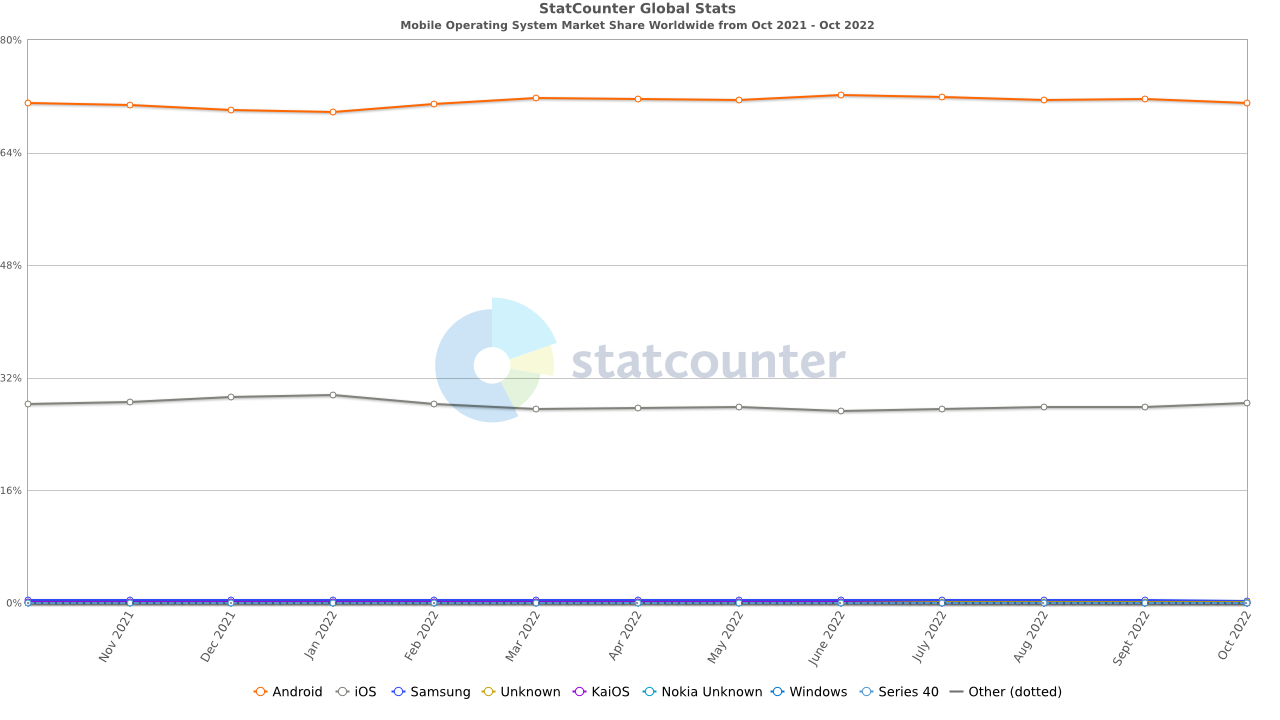 StatCounter Global Stats
Mobile Operating System Market Share Worldwide from Oct 2021 - Oct 2022
80%
64%
48%
32%
16%
0%
statcounter
Nov 2021
Dec 2021
Jan 2022
Feb 2022
Mar 2022
Apr 2022
May 2022
June 2022
July 2022
Aug 2022
Sept 2022
Oct 2022
Android iOS Samsung Unknown KaiOS Nokia Unknown Windows Series 40 Other (dotted)